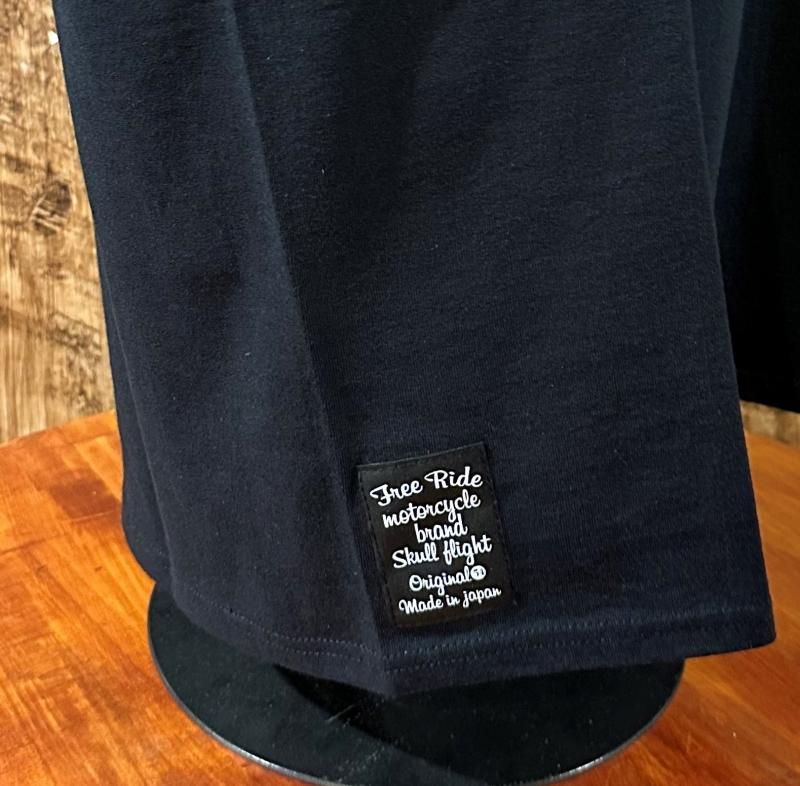 Free Ride
motorcycle
brand
Skull flight
Original
Made in japan